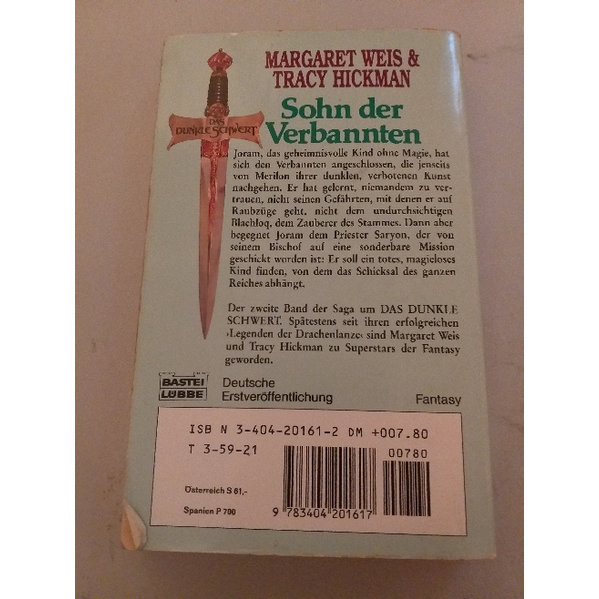 MARGARET WEIS &
TRACY HICKMAN
DAS
DUNKLE SCHWERT
Sohn der
Verbannten
Joram, das geheimnisvolle Kind ohne Magie, hat
sich den Verbannten angeschlossen, die jenseits
von Merilon ihrer dunklen, verbotenen Kunst
nachgehen. Er hat gelernt, niemandem zu ver-
trauen, nicht seinen Gefährten, mit denen er auf
Raubzüge geht, nicht dem undurchsichtigen
Blachloq, dem Zauberer des Stammes. Dann aber
begegnet Joram dem Priester Saryon, der von
seinem Bischof auf eine sonderbare Mission
geschickt worden ist: Er soll ein totes, magieloses
Kind finden, von dem das Schicksal des ganzen
Reiches abhängt.
Der zweite Band der Saga um DAS DUNKLE
SCHWERT. Spätestens seit ihren erfolgreichen
›Legenden der Drachenlanze‹ sind Margaret Weis
und Tracy Hickman zu Superstars der Fantasy
geworden.
BASTEI
LÜBBE
Deutsche
Erstveröffentlichung
Fantasy
ISB N 3-404-20161-2 DM +007.80
T 3-59-21
00780
Österreich S 61,-
Spanien P 700
9 783404 201617